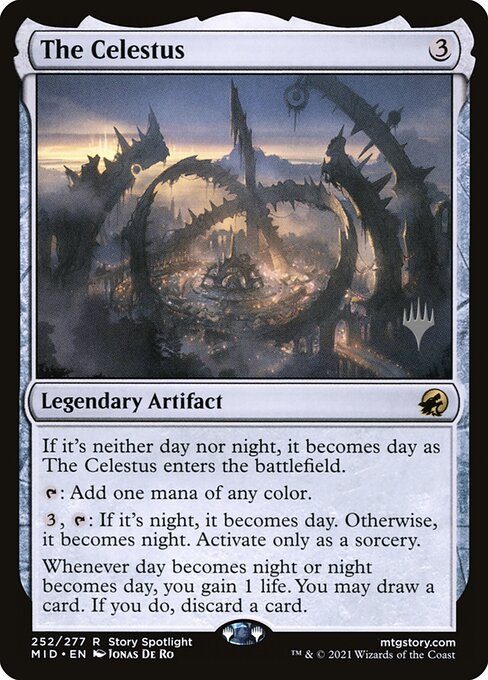 The Celestus 3
Legendary Artifact
If it's neither day nor night, it becomes day as
The Celestus enters the battlefield.
: Add one mana of any color.
3, : If it's night, it becomes day. Otherwise,
it becomes night. Activate only as a sorcery.
Whenever day becomes night or night
becomes day, you gain 1 life. You may draw a
card. If you do, discard a card.
252/277 R Story Spotlight
mtgstory.com
MID • EN Jonas De Ro
™ & © 2021 Wizards of the Coast